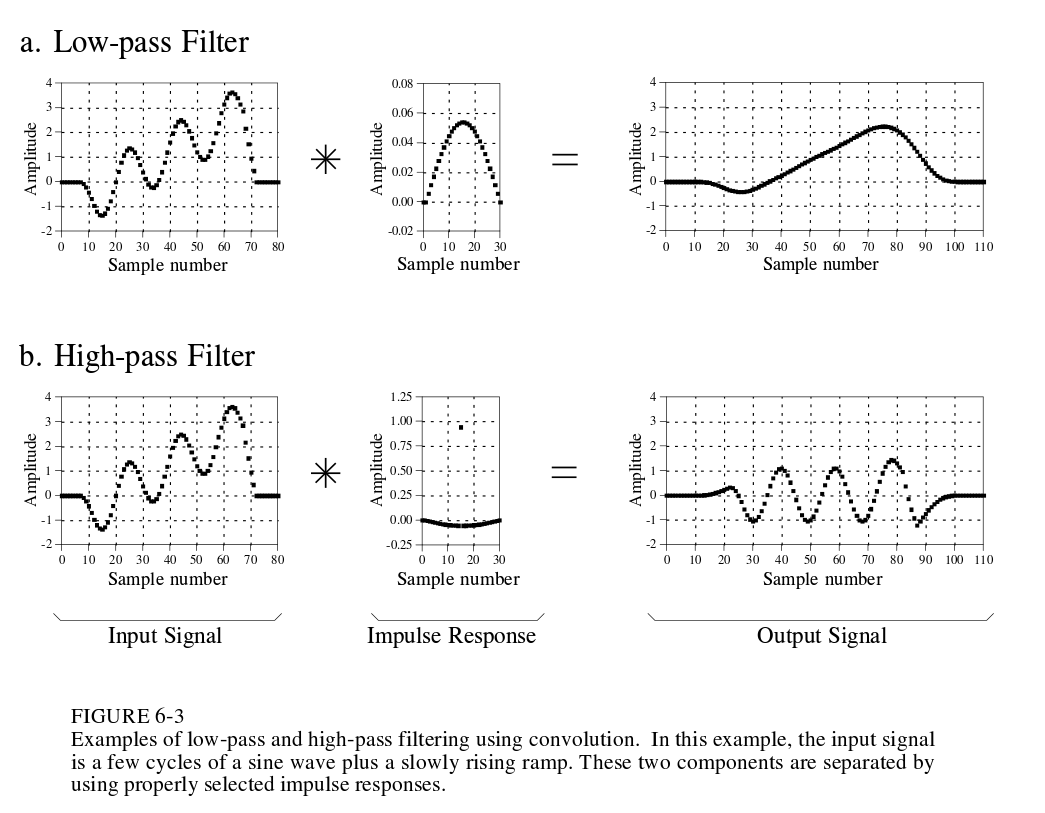 a. Low-pass Filter
4
3
2
1
0
-1
-2
Amplitude
0 10 20 30 40 50 60 70 80
Sample number
0.08
0.06
0.04
0.02
0.00
-0.02
Amplitude
0 10 20 30
Sample number
4
3
2
1
0
-1
-2
Amplitude
0 10 20 30 40 50 60 70 80 90 100 110
Sample number
b. High-pass Filter
4
3
2
1
0
-1
-2
Amplitude
0 10 20 30 40 50 60 70 80
Sample number
1.25
1.00
0.75
0.50
0.25
0.00
-0.25
Amplitude
0 10 20 30
Sample number
4
3
2
1
0
-1
-2
Amplitude
0 10 20 30 40 50 60 70 80 90 100 110
Sample number
Input Signal
Impulse Response
Output Signal
FIGURE 6-3
Examples of low-pass and high-pass filtering using convolution. In this example, the input signal
is a few cycles of a sine wave plus a slowly rising ramp. These two components are separated by
using properly selected impulse responses.